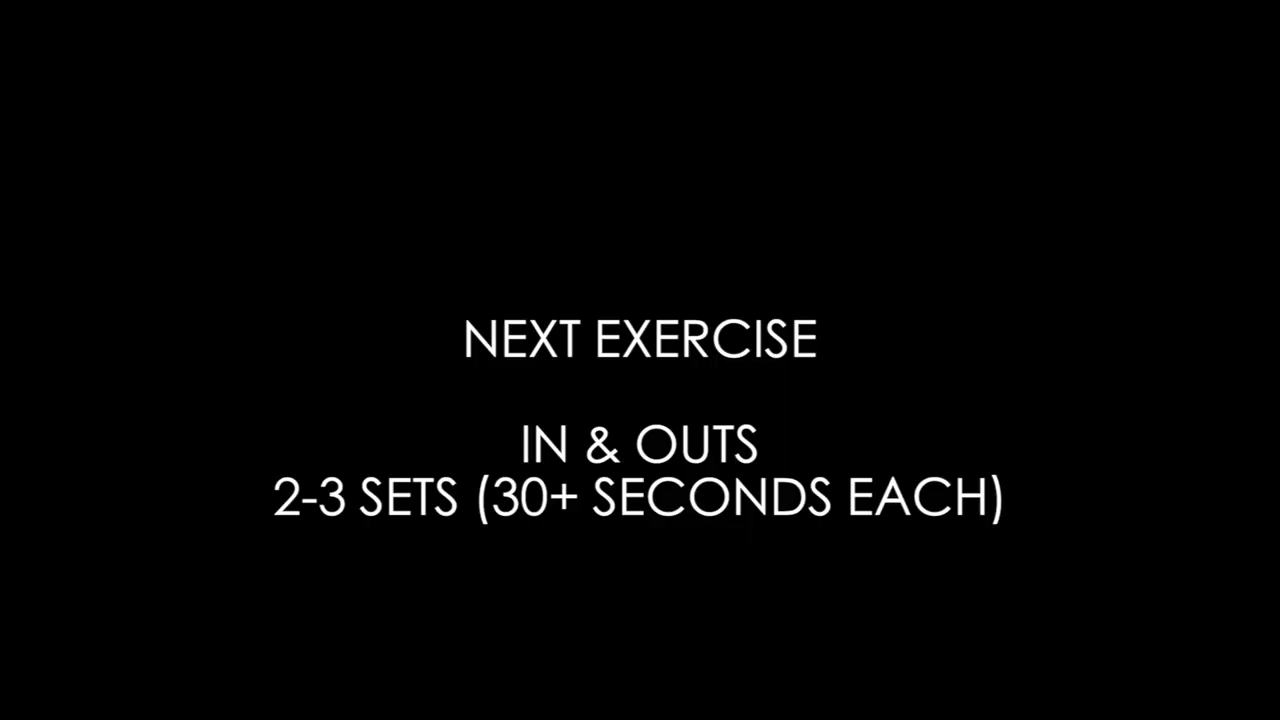 NEXT EXERCISE
IN & OUTS
2-3 SETS (30+ SECONDS EACH)